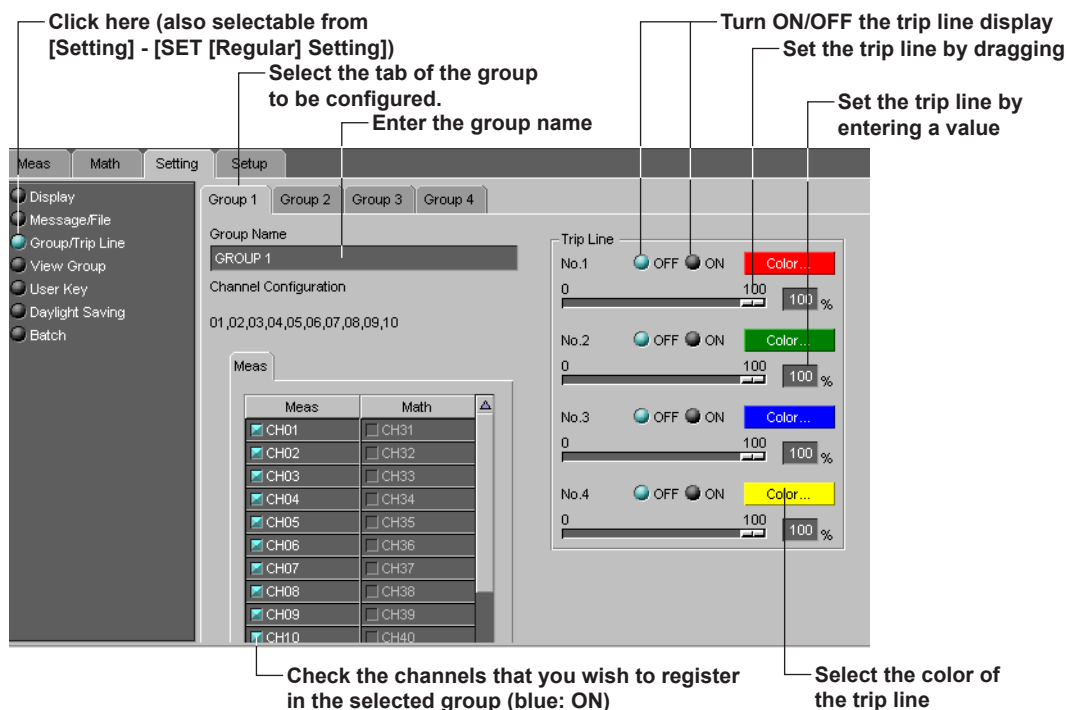 Click here (also selectable from
[Setting] - [SET [Regular] Setting])
Select the tab of the group
to be configured.
Enter the group name
Turn ON/OFF the trip line display
Set the trip line by dragging
Set the trip line by
entering a value
Meas Math Setting Setup
Display
Message/File
Group/Trip Line
View Group
User Key
Daylight Saving
Batch
Group 1 Group 2 Group 3 Group 4
Group Name
GROUP 1
Channel Configuration
01,02,03,04,05,06,07,08,09,10
Meas
Meas Math
CH01 CH31
CH02 CH32
CH03 CH33
CH04 CH34
CH05 CH35
CH06 CH36
CH07 CH37
CH08 CH38
CH09 CH39
CH10 CH40
Trip Line
No.1 OFF ON Color...
0 100 100 %
No.2 OFF ON Color...
0 100 100 %
No.3 OFF ON Color...
0 100 100 %
No.4 OFF ON Color...
0 100 100 %
Check the channels that you wish to register
in the selected group (blue: ON)
Select the color of
the trip line